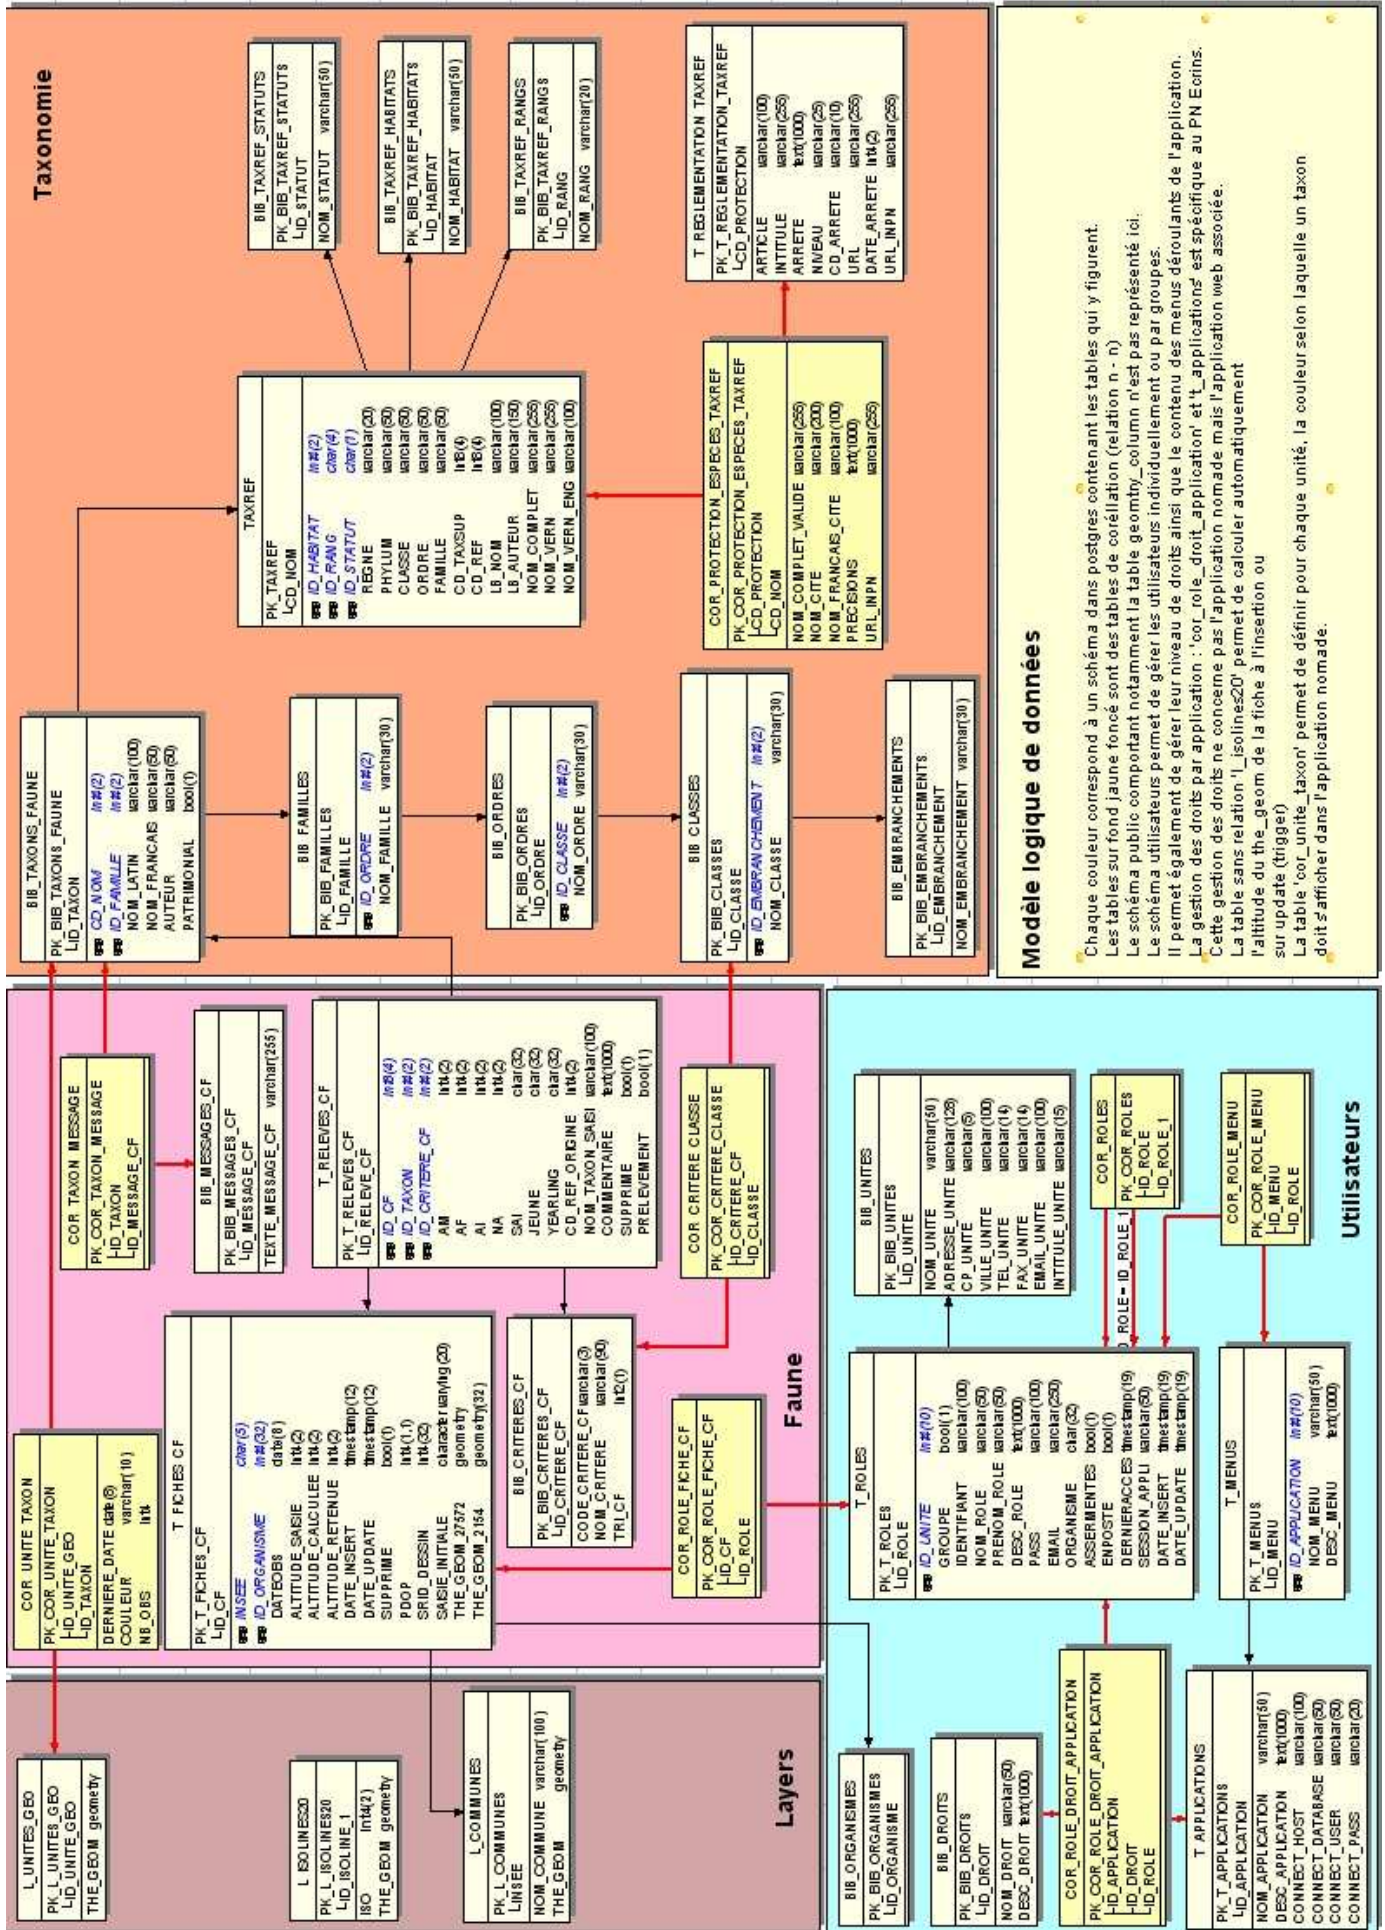 Taxonomie
BIB_TAXREF_STATUTS
PK_BIB_TAXREF_STATUTS
ID_STATUT
NOM_STATUT varchar(50)
BIB_TAXREF_HABITATS
PK_BIB_TAXREF_HABITATS
ID_HABITAT
NOM_HABITAT varchar(50)
BIB_TAXREF_RANGS
PK_BIB_TAXREF_RANGS
ID_RANG
NOM_RANG varchar(20)
T REGLEMENTATION TAXREF
PK_T_REGLEMENTATION_TAXREF
CD_PROTECTION
ARTICLE varchar(100)
INTITULE varchar(255)
ARRETE text(1000)
NIVEAU varchar(25)
CD_ARRETE varchar(10)
URL varchar(255)
DATE_ARRETE Int4(2)
URL_INPN varchar(255)
TAXREF
PK_TAXREF
CD_NOM
ID_HABITAT Int4(2)
ID_RANG char(4)
ID_STATUT char(1)
REGNE varchar(20)
PHYLUM varchar(50)
CLASSE varchar(50)
ORDRE varchar(50)
FAMILLE varchar(50)
CD_TAXSUP Int8(4)
CD_REF Int8(4)
LB_NOM varchar(100)
LB_AUTEUR varchar(150)
NOM_COMPLET varchar(255)
NOM_VERN varchar(255)
NOM_VERN_ENG varchar(100)
COR_PROTECTION_ESPECES_TAXREF
PK_COR_PROTECTION_ESPECES_TAXREF
CD_PROTECTION
CD_NOM
NOM_COMPLET_VALIDE varchar(255)
NOM_CITE varchar(200)
NOM_FRANCAIS_CITE varchar(100)
PRECISIONS text(1000)
URL_INPN varchar(255)
BIB_TAXONS_FAUNE
PK_BIB_TAXONS_FAUNE
ID_TAXON
CD_NOM Int4(2)
ID_FAMILLE Int4(2)
NOM_LATIN varchar(100)
NOM_FRANCAIS varchar(50)
AUTEUR varchar(50)
PATRIMONIAL bool(1)
BIB FAMILLES
PK_BIB_FAMILLES
ID_FAMILLE
ID_ORDRE Int4(2)
NOM_FAMILLE varchar(30)
BIB_ORDRES
PK_BIB_ORDRES
ID_ORDRE
ID_CLASSE Int4(2)
NOM_ORDRE varchar(30)
BIB CLASSES
PK_BIB_CLASSES
ID_CLASSE
ID_EMBRANCHEMENT Int4(2)
NOM_CLASSE varchar(30)
BIB_EMBRANCHEMENTS
PK_BIB_EMBRANCHEMENTS
ID_EMBRANCHEMENT
NOM_EMBRANCHEMENT varchar(30)
Modèle logique de données
Chaque couleur correspond à un schéma dans postgres contenant les tables qui y figurent.
Les tables sur fond jaune foncé sont des tables de corélation (relation n - n)
Le schéma public comportant notamment la table geomtry_column n'est pas représenté ici.
Le schéma utilisateurs permet de gérer les utilisateurs individuellement ou par groupes.
Il permet également de gérer leur niveau de droits ainsi que le contenu des menus déroulants de l'application.
La gestion des droits par application : 'cor_role_droit_application' et 't_applications' est spécifique au PN Ecrins.
Cette gestion des droits ne concerne pas l'application nomade mais l'application web associée.
La table sans relation 'l_isolines20' permet de calculer automatiquement
l'altitude du the_geom de la fiche à l'insertion ou
sur update (trigger)
La table 'cor_unite_taxon' permet de définir pour chaque unité, la couleur selon laquelle un taxon
doit s'afficher dans l'application nomade.
COR TAXON MESSAGE
PK_COR_TAXON_MESSAGE
ID_TAXON
ID_MESSAGE_CF
BIB_MESSAGES_CF
PK_BIB_MESSAGES_CF
ID_MESSAGE_CF
TEXTE_MESSAGE_CF varchar(255)
T_RELEVES_CF
PK_T_RELEVES_CF
ID_RELEVE_CF
ID_CF Int8(4)
ID_TAXON Int4(2)
ID_CRITERE_CF Int4(2)
AM Int4(2)
AF Int4(2)
AI Int4(2)
NA Int4(2)
SAI char(32)
JEUNE char(32)
YEARLING char(32)
CD_REF_ORIGINE Int4(2)
NOM_TAXON_SAISI varchar(100)
COMMENTAIRE text(1000)
SUPPRIME bool(1)
PRELEVEMENT bool(1)
COR CRITERE CLASSE
PK_COR_CRITERE_CLASSE
ID_CRITERE_CF
ID_CLASSE
COR UNITE TAXON
PK_COR_UNITE_TAXON
ID_UNITE_GEO
ID_TAXON
DERNIERE_DATE date(8)
COULEUR varchar(10)
NB_OBS Int4
T FICHES CF
PK_T_FICHES_CF
ID_CF
INSEE char(5)
ID_ORGANISME Int4(32)
DATEOBS date(8)
ALTITUDE_SAISIE Int4(2)
ALTITUDE_CALCULEE Int4(2)
ALTITUDE_RETENUE Int4(2)
DATE_INSERT timestamp(12)
DATE_UPDATE timestamp(12)
SUPPRIME bool(1)
PDOP Int4(1,1)
SRID_DESSIN Int4(32)
SAISIE_INITIALE character varying(20)
THE_GEOM_27572 geometry
THE_GEOM_2154 geometry(32)
BIB_CRITERES_CF
PK_BIB_CRITERES_CF
ID_CRITERE_CF
CODE_CRITERE_CF varchar(3)
NOM_CRITERE varchar(90)
TRI_CF Int2(1)
COR_ROLE_FICHE_CF
PK_COR_ROLE_FICHE_CF
ID_CF
ID_ROLE
Faune
L_UNITES_GEO
PK_L_UNITES_GEO
ID_UNITE_GEO
THE_GEOM geometry
L ISOLINES20
PK_L_ISOLINES20
ID_ISOLINE_1
ISO Int4(2)
THE_GEOM geometry
L_COMMUNES
PK_L_COMMUNES
INSEE
NOM_COMMUNE varchar(100)
THE_GEOM geometry
Layers
BIB_UNITES
PK_BIB_UNITES
ID_UNITE
NOM_UNITE varchar(50)
ADRESSE_UNITE varchar(128)
CP_UNITE varchar(5)
VILLE_UNITE varchar(100)
TEL_UNITE varchar(14)
FAX_UNITE varchar(14)
EMAIL_UNITE varchar(100)
INTITULE_UNITE varchar(15)
COR_ROLES
PK_COR_ROLES
ID_ROLE
ID_ROLE_1
ROLE = ID_ROLE_1
COR_ROLE_MENU
PK_COR_ROLE_MENU
ID_MENU
ID_ROLE
Utilisateurs
T_ROLES
PK_T_ROLES
ID_ROLE
ID_UNITE Int4(10)
GROUPE bool(1)
IDENTIFIANT varchar(100)
NOM_ROLE varchar(50)
PRENOM_ROLE varchar(50)
DESC_ROLE text(1000)
PASS varchar(100)
EMAIL varchar(250)
ORGANISME char(32)
ASSERMENTES bool(1)
ENPOSTE bool(1)
DERNIERACCES timestamp(19)
SESSION_APPLI varchar(50)
DATE_INSERT timestamp(19)
DATE_UPDATE timestamp(19)
T_MENUS
PK_T_MENUS
ID_MENU
ID_APPLICATION Int4(10)
NOM_MENU varchar(50)
DESC_MENU text(1000)
BIB_ORGANISMES
PK_BIB_ORGANISMES
ID_ORGANISME
BIB_DROITS
PK_BIB_DROITS
ID_DROIT
NOM_DROIT varchar(50)
DESC_DROIT text(1000)
COR_ROLE_DROIT_APPLICATION
PK_COR_ROLE_DROIT_APPLICATION
ID_APPLICATION
ID_DROIT
ID_ROLE
T APPLICATIONS
PK_T_APPLICATIONS
ID_APPLICATION
NOM_APPLICATION varchar(50)
DESC_APPLICATION text(1000)
CONNECT_HOST varchar(100)
CONNECT_DATABASE varchar(50)
CONNECT_USER varchar(50)
CONNECT_PASS varchar(20)